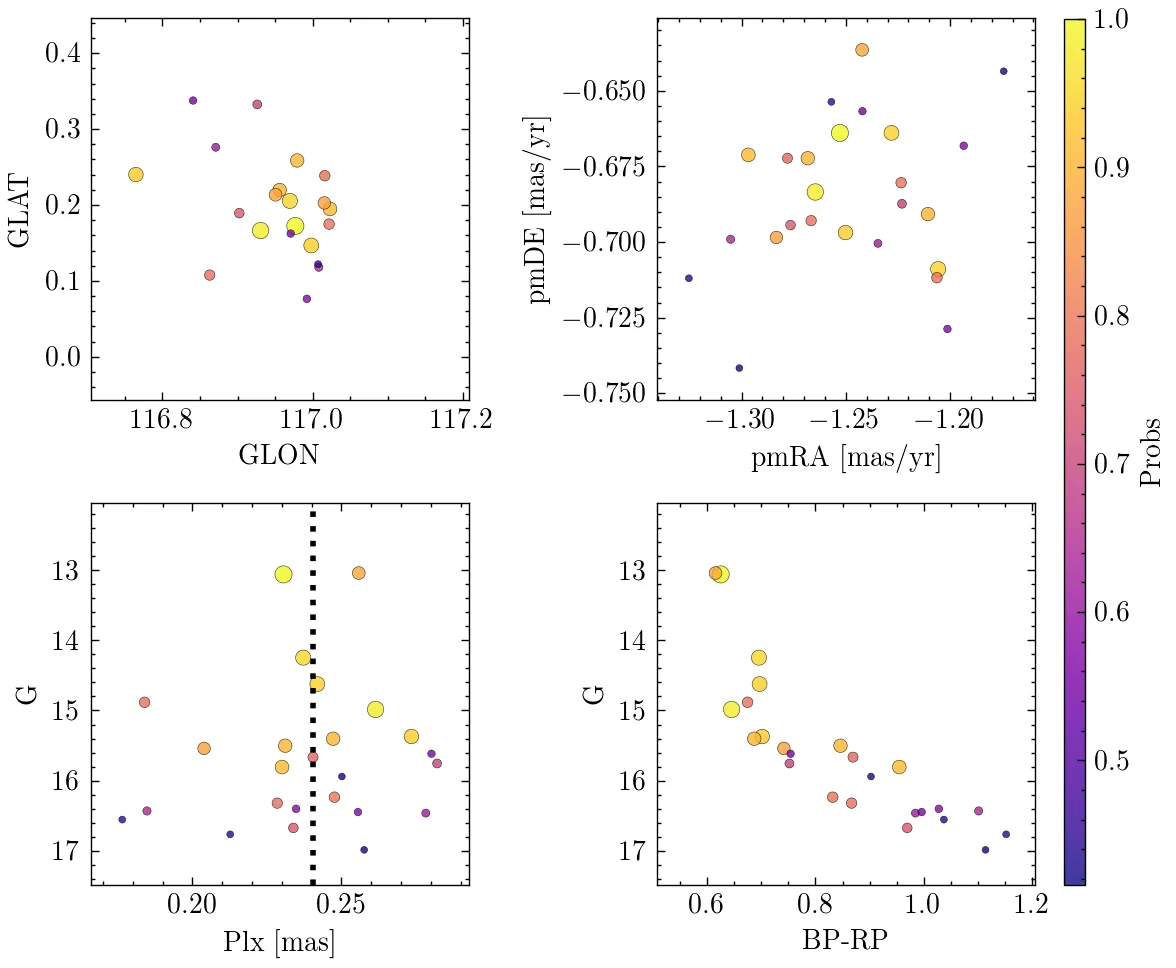 0.4
0.3
0.2
0.1
0.0
GLAT
116.8 117.0 117.2
GLON
−0.650
−0.675
−0.700
−0.725
−0.750
pmDE [mas/yr]
−1.30 −1.25 −1.20
pmRA [mas/yr]
13
14
15
16
17
G
0.20 0.25
Plx [mas]
13
14
15
16
17
G
0.6 0.8 1.0 1.2
BP-RP
1.0
0.9
0.8
0.7
0.6
0.5
Probs